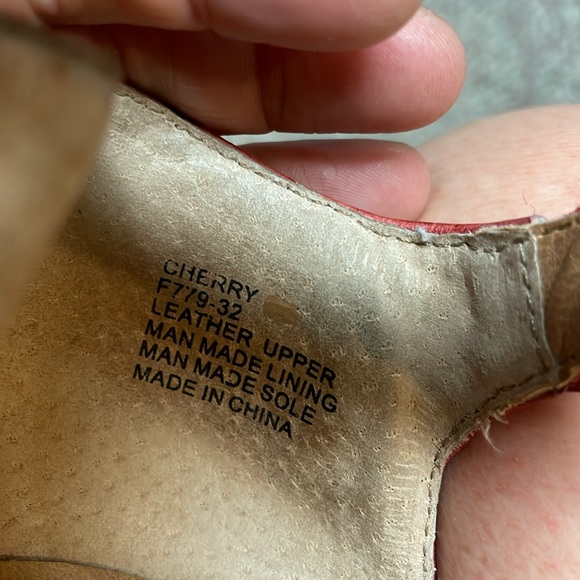 CHERRY
F779-32
LEATHER UPPER
MAN MADE LINING
MAN MADE SOLE
MADE IN CHINA